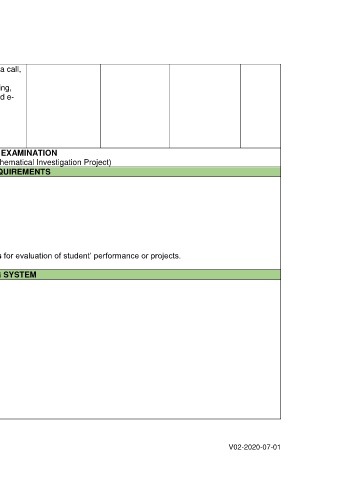 a call,
ing,
d e-
EXAMINATION
hematical Investigation Project)
QUIREMENTS
s for evaluation of student' performance or projects.
SYSTEM
V02-2020-07-01